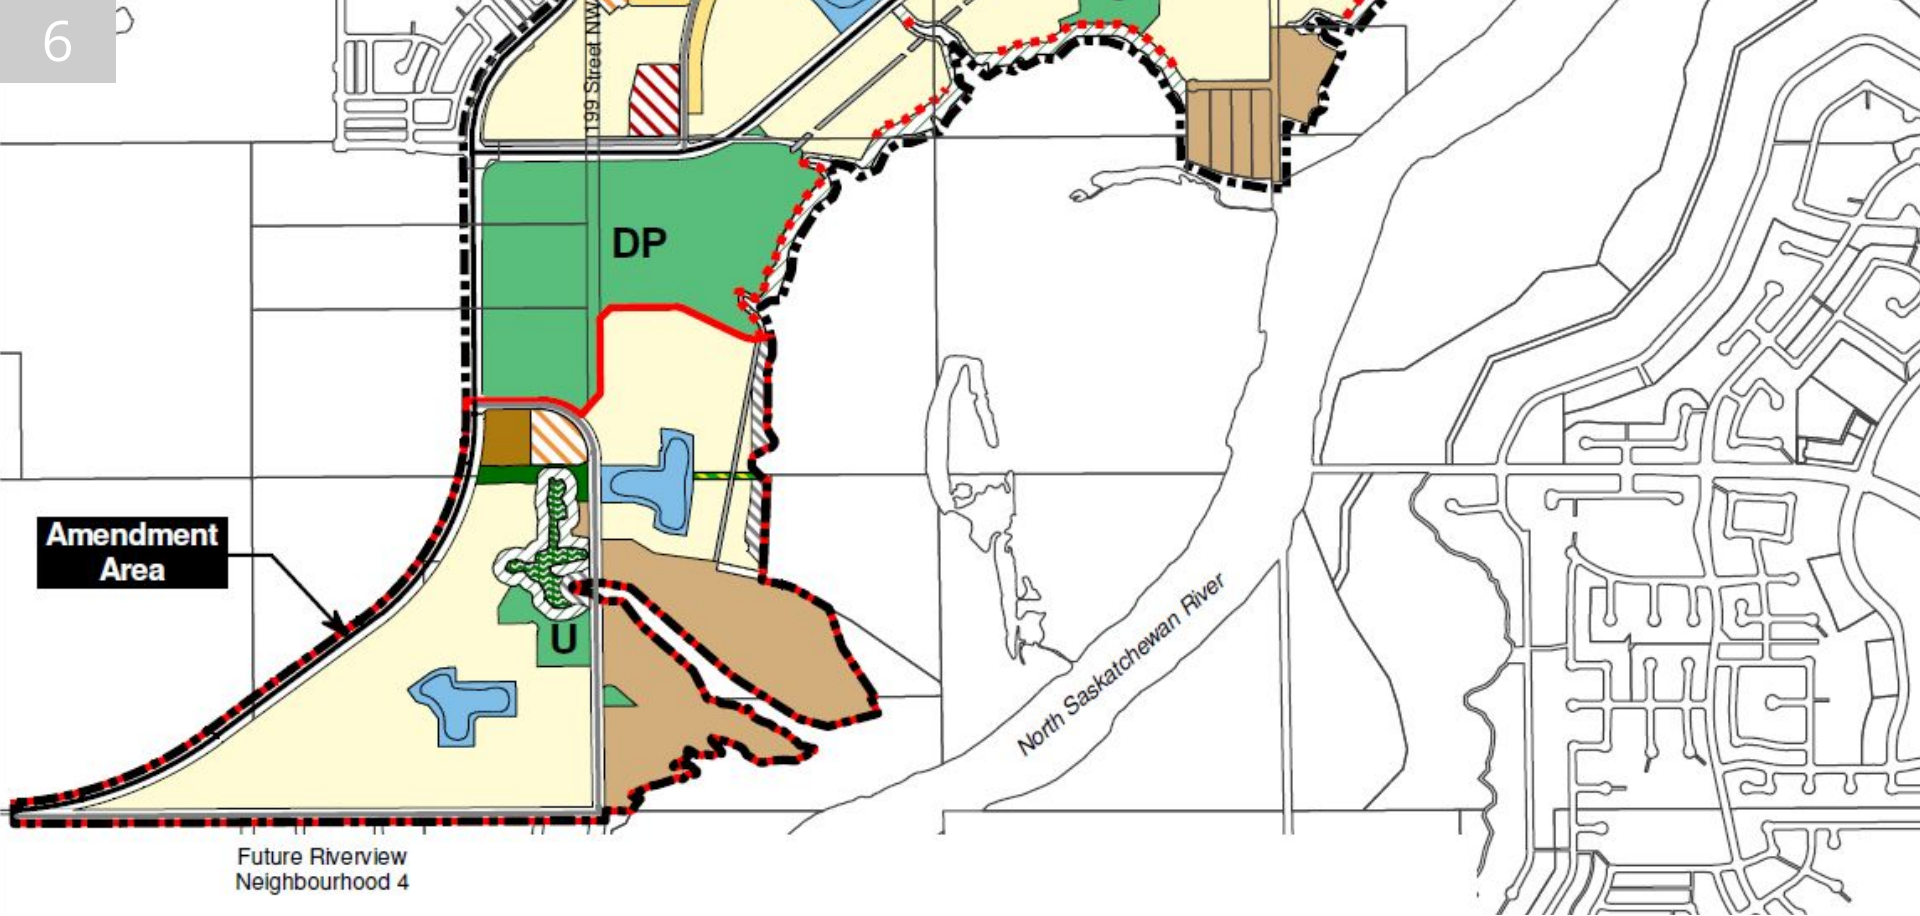 6
199 Street NW
DP
Amendment
Area
U
North Saskatchewan River
Future Riverview
Neighbourhood 4